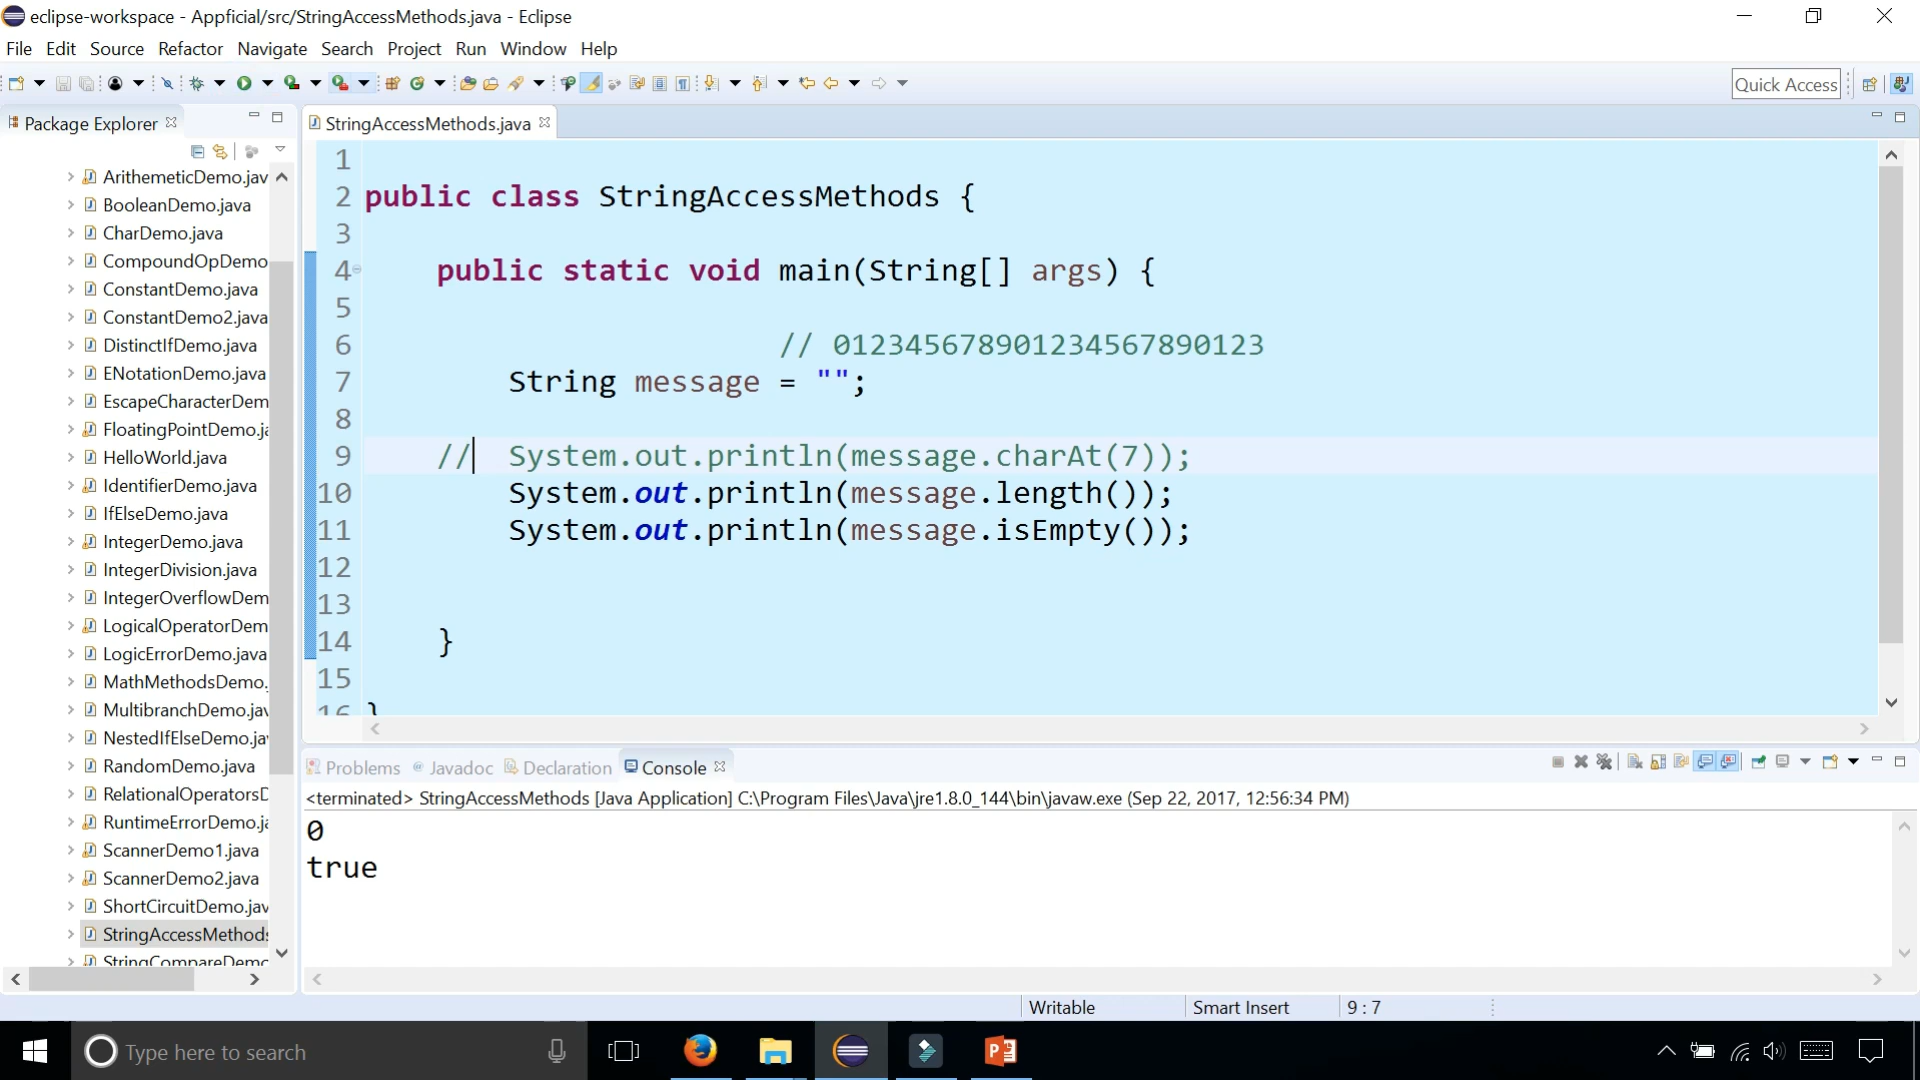 eclipse-workspace - Appficial/src/StringAccessMethods.java - Eclipse
File Edit Source Refactor Navigate Search Project Run Window Help
Quick Access
Package Explorer
StringAccessMethods.java
ArithemeticDemo.jav
BooleanDemo.java
CharDemo.java
CompoundOpDemo
ConstantDemo.java
ConstantDemo2.java
DistinctIfDemo.java
ENotationDemo.java
EscapeCharacterDem
FloatingPointDemo.ja
HelloWorld.java
IdentifierDemo.java
IfElseDemo.java
IntegerDemo.java
IntegerDivision.java
IntegerOverflowDem
LogicalOperatorDem
LogicErrorDemo.java
MathMethodsDemo.
MultibranchDemo.jav
NestedIfElseDemo.ja
RandomDemo.java
RelationalOperatorsD
RuntimeErrorDemo.ja
ScannerDemo1.java
ScannerDemo2.java
ShortCircuitDemo.jav
StringAccessMethods
StringCompareDemo
1
2 public class StringAccessMethods {
3
4 public static void main(String[] args) {
5
6 // 012345678901234567890123
7 String message = "";
8
9 // System.out.println(message.charAt(7));
10 System.out.println(message.length());
11 System.out.println(message.isEmpty());
12
13
14 }
15
16 }
Problems Javadoc Declaration Console
<terminated> StringAccessMethods [Java Application] C:\Program Files\Java\jre1.8.0_144\bin\javaw.exe (Sep 22, 2017, 12:56:34 PM)
0
true
Writable Smart Insert 9 : 7
Type here to search